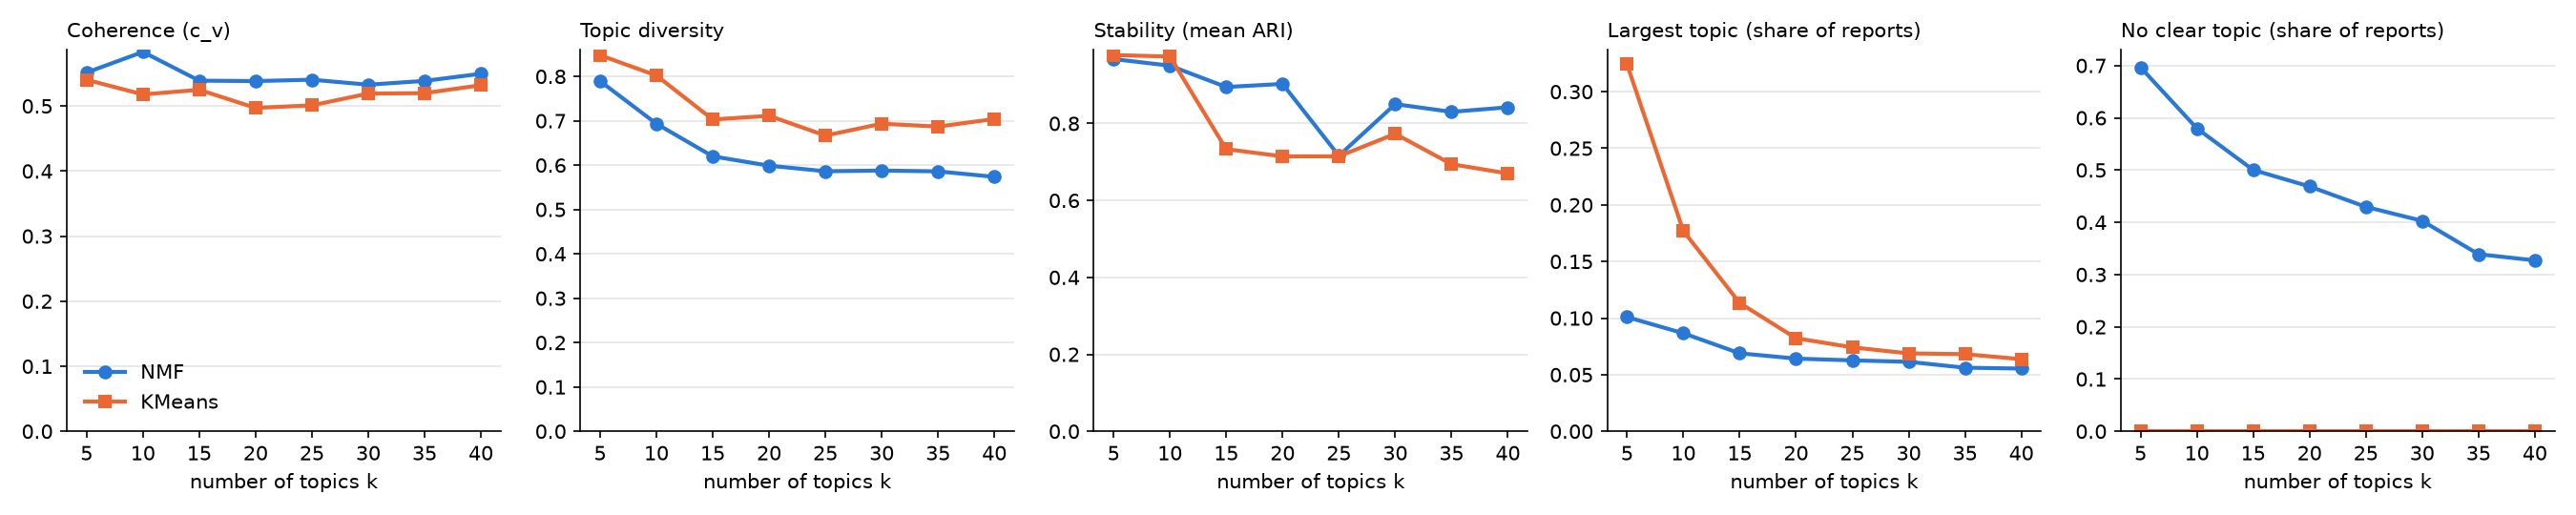 Coherence (c_v)
0.5
0.4
0.3
0.2
0.1
0.0
NMF
KMeans
5 10 15 20 25 30 35 40
number of topics k
Topic diversity
0.8
0.7
0.6
0.5
0.4
0.3
0.2
0.1
0.0
5 10 15 20 25 30 35 40
number of topics k
Stability (mean ARI)
0.8
0.6
0.4
0.2
0.0
5 10 15 20 25 30 35 40
number of topics k
Largest topic (share of reports)
0.30
0.25
0.20
0.15
0.10
0.05
0.00
5 10 15 20 25 30 35 40
number of topics k
No clear topic (share of reports)
0.7
0.6
0.5
0.4
0.3
0.2
0.1
0.0
5 10 15 20 25 30 35 40
number of topics k